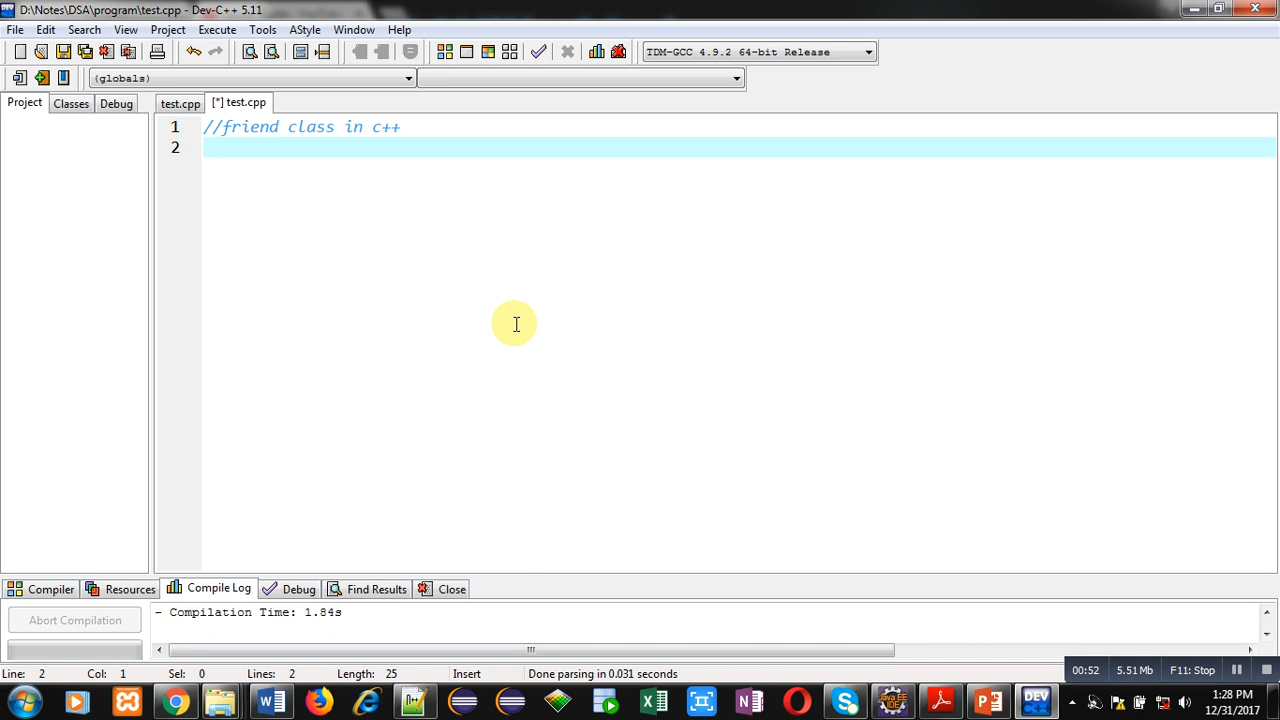 D:\Notes\DSA\program\test.cpp - Dev-C++ 5.11
File Edit Search View Project Execute Tools AStyle Window Help
TDM-GCC 4.9.2 64-bit Release
(globals)
Project Classes Debug test.cpp [*] test.cpp
1 //friend class in c++
2
Compiler Resources Compile Log Debug Find Results Close
Abort Compilation
- Compilation Time: 1.84s
Line: 2 Col: 1 Sel: 0 Lines: 2 Length: 25 Insert Done parsing in 0.031 seconds
00:52 5.51 Mb F11: Stop
DEV C++
Java EE IDE
1:28 PM
12/31/2017